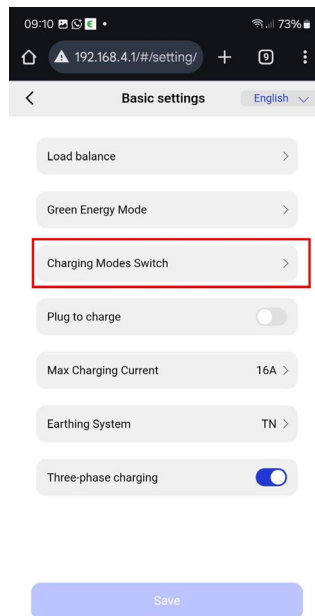 09:10
73%
192.168.4.1/#/setting/
9
Basic settings
English
Load balance
Green Energy Mode
Charging Modes Switch
Plug to charge
Max Charging Current 16A
Earthing System TN
Three-phase charging
Save